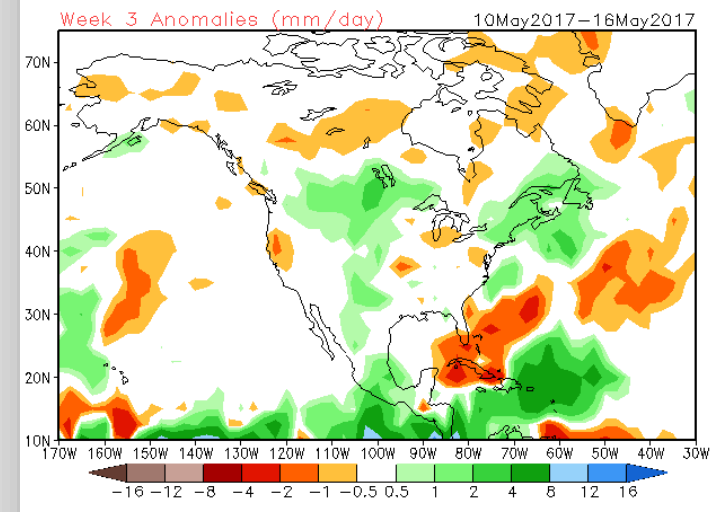 Week 3 Anomalies (mm/day) 10May2017-16May2017
70N
60N
50N
40N
30N
20N
10N
170W 160W 150W 140W 130W 120W 110W 100W 90W 80W 70W 60W 50W 40W 30W
-16 -12 -8 -4 -2 -1 -0.5 0.5 1 2 4 8 12 16